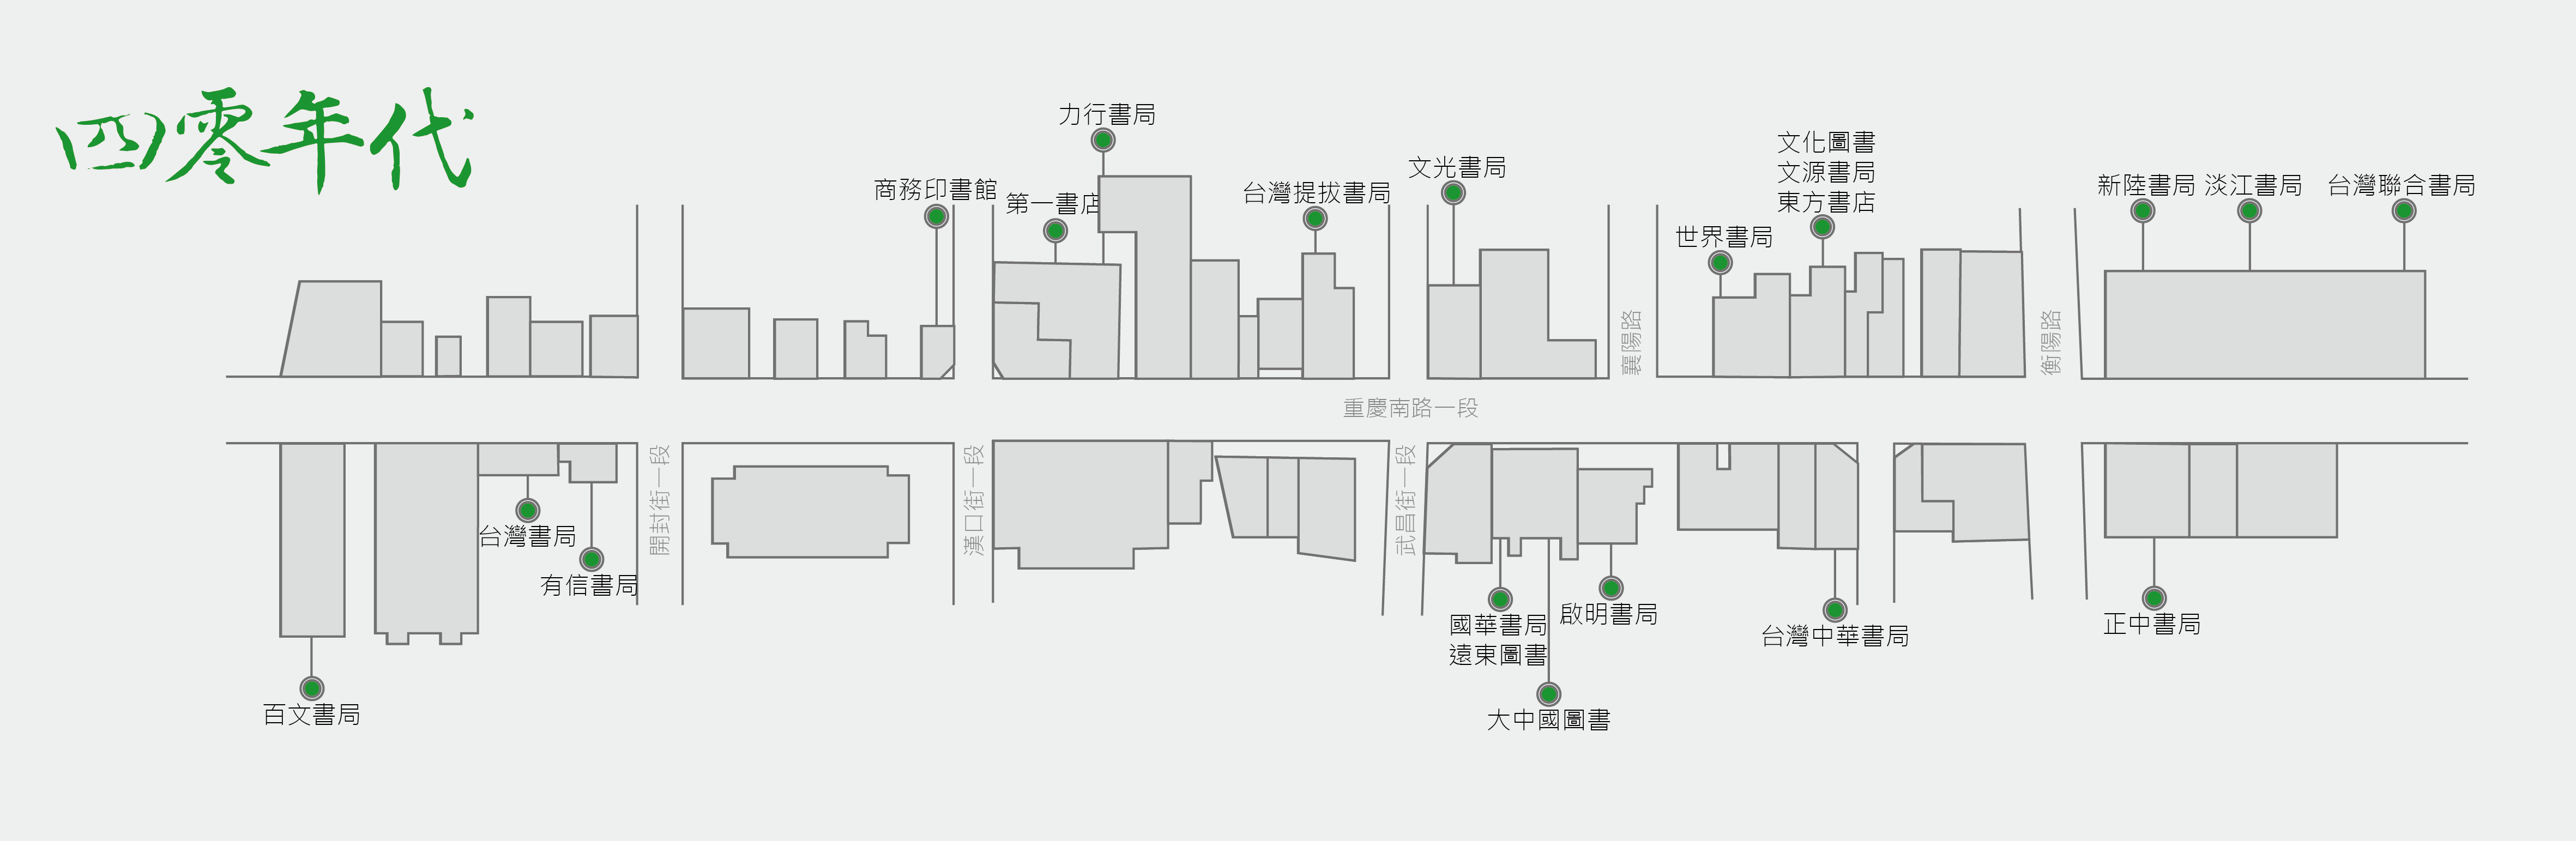 四零年代
力行書局
商務印書館
第一書店
台灣提拔書局
文光書局
文化圖書
文源書局
東方書店
世界書局
新陸書局
淡江書局
台灣聯合書局
襄陽路
衡陽路
重慶南路一段
開封街一段
漢口街一段
武昌街一段
台灣書局
有信書局
百文書局
國華書局
遠東圖書
啟明書局
大中國圖書
台灣中華書局
正中書局